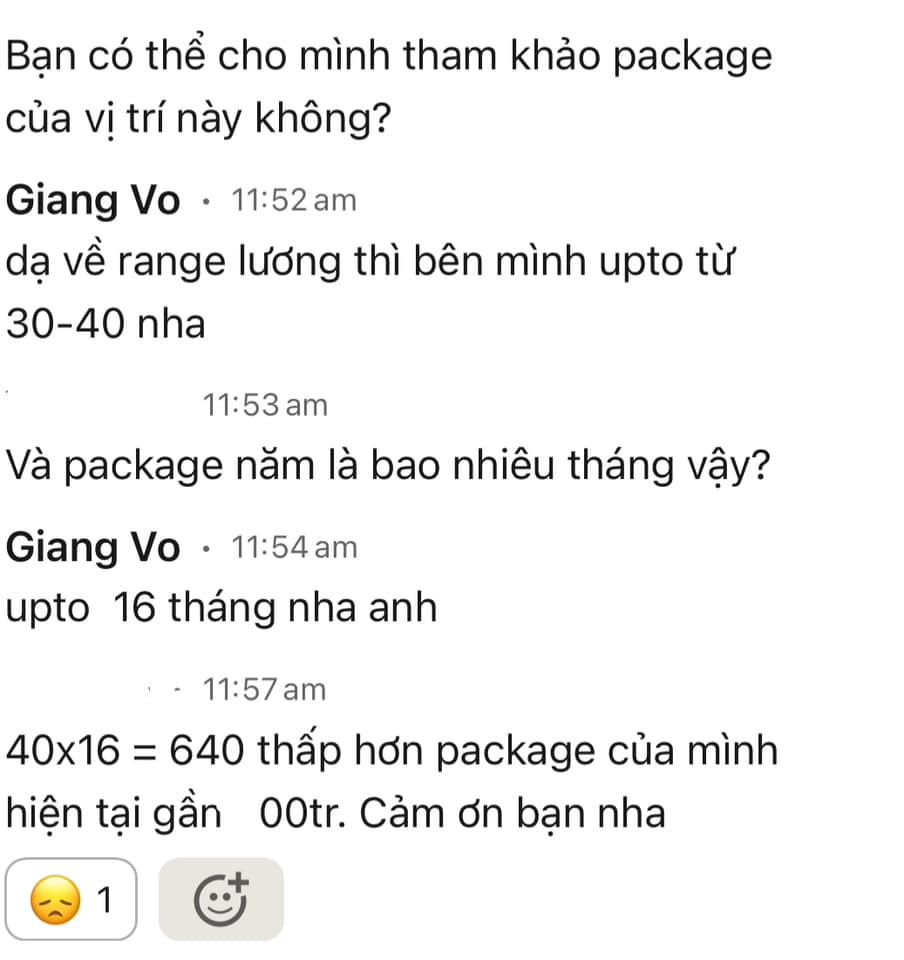 Bạn có thể cho mình tham khảo package
của vị trí này không?
Giang Vo • 11:52 am
dạ về range lương thì bên mình upto từ
30-40 nha
11:53 am
Và package năm là bao nhiêu tháng vậy?
Giang Vo • 11:54 am
upto 16 tháng nha anh
11:57 am
40x16 = 640 thấp hơn package của mình
hiện tại gần 00tr. Cảm ơn bạn nha
1